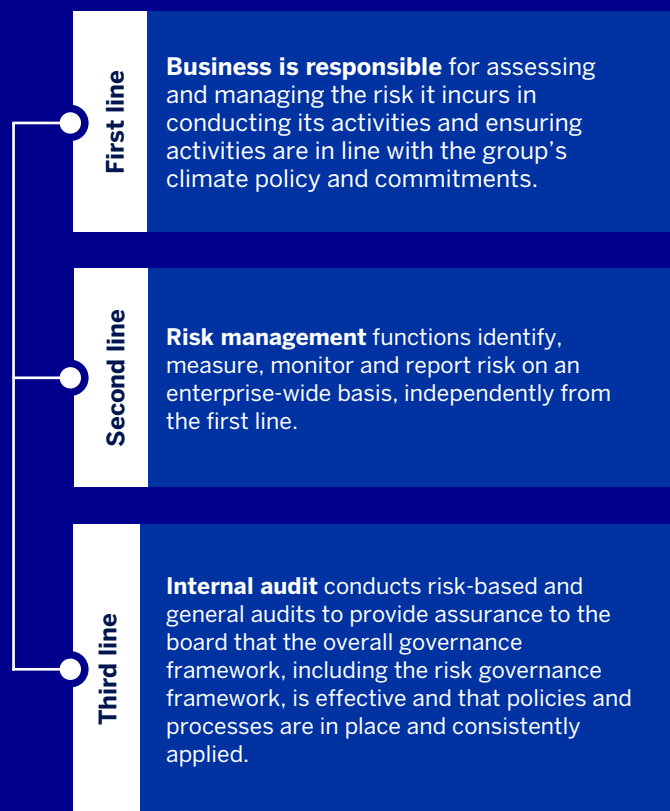 First line
Business is responsible for assessing
and managing the risk it incurs in
conducting its activities and ensuring
activities are in line with the group’s
climate policy and commitments.
Second line
Risk management functions identify,
measure, monitor and report risk on an
enterprise-wide basis, independently from
the first line.
Third line
Internal audit conducts risk-based and
general audits to provide assurance to the
board that the overall governance
framework, including the risk governance
framework, is effective and that policies and
processes are in place and consistently
applied.